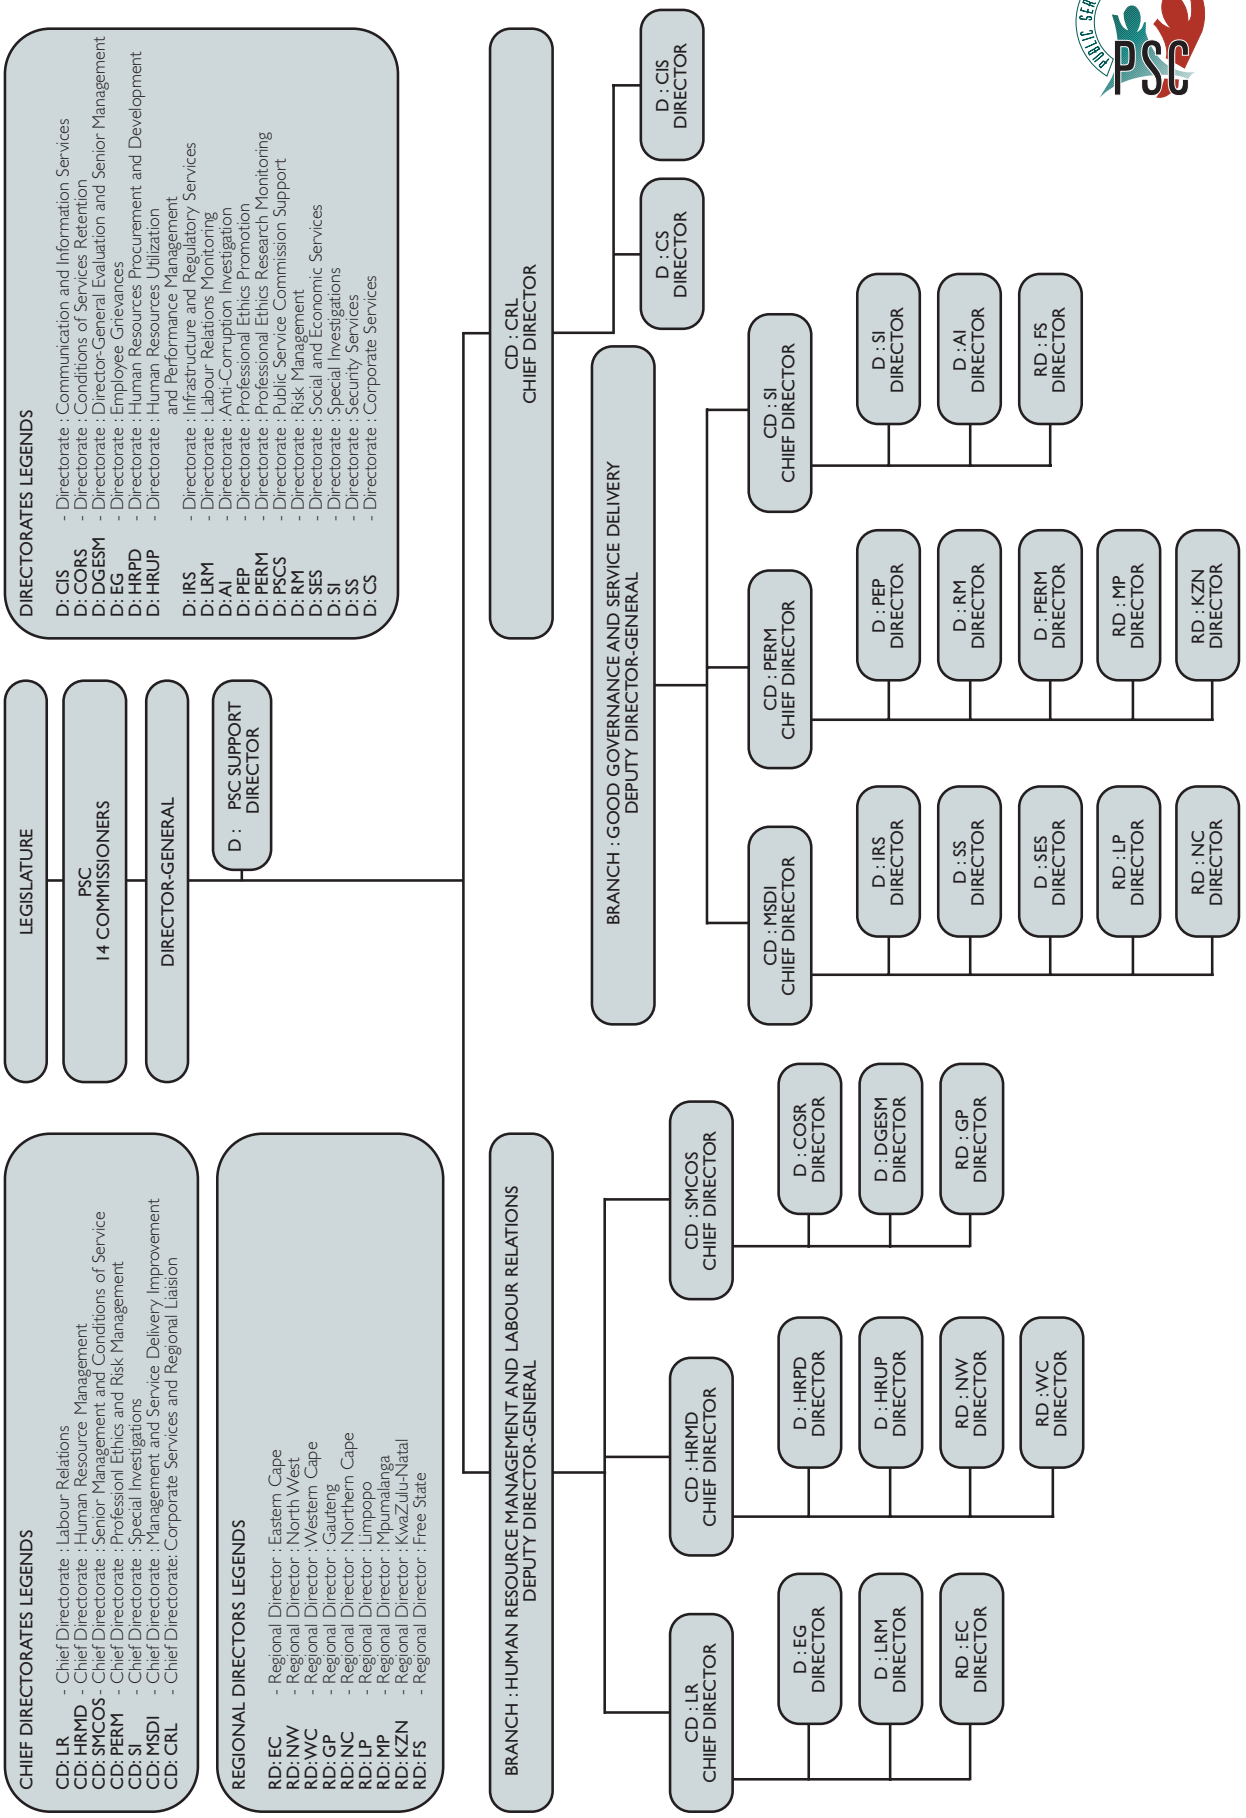 CHIEF DIRECTORATES LEGENDS
CD: LR - Chief Directorate : Labour Relations
CD: HRMD - Chief Directorate : Human Resource Management
CD: SMCOS - Chief Directorate : Senior Management and Conditions of Service
CD: PERM - Chief Directorate : Professionl Ethics and Risk Management
CD: SI - Chief Directorate : Special Investigations
CD: MSDI - Chief Directorate : Management and Service Delivery Improvement
CD: CRL - Chief Directorate: Corporate Services and Regional Liaision
REGIONAL DIRECTORS LEGENDS
RD: EC - Regional Director : Eastern Cape
RD: NW - Regional Director : North West
RD: WC - Regional Director : Western Cape
RD: GP - Regional Director : Gauteng
RD: NC - Regional Director : Northern Cape
RD: LP - Regional Director : Limpopo
RD: MP - Regional Director : Mpumalanga
RD: KZN - Regional Director : KwaZulu-Natal
RD: FS - Regional Director : Free State
LEGISLATURE
PSC
14 COMMISSIONERS
DIRECTOR-GENERAL
D : PSC SUPPORT
DIRECTOR
DIRECTORATES LEGENDS
D: CIS - Directorate : Communication and Information Services
D: CORS - Directorate : Conditions of Services Retention
D: DGESM - Directorate : Director-General Evaluation and Senior Management
D: EG - Directorate : Employee Grievances
D: HRPD - Directorate : Human Resources Procurement and Development
D: HRUP - Directorate : Human Resources Utilization
and Performance Management
D: IRS - Directorate : Infrastructure and Regulatory Services
D: LRM - Directorate : Labour Relations Monitoring
D: AI - Directorate : Anti-Corruption Investigation
D: PEP - Directorate : Professional Ethics Promotion
D: PERM - Directorate : Professional Ethics Research Monitoring
D: PSCS - Directorate : Public Service Commission Support
D: RM - Directorate : Risk Management
D: SES - Directorate : Social and Economic Services
D: SI - Directorate : Special Investigations
D: SS - Directorate : Security Services
D: CS - Directorate : Corporate Services
BRANCH : HUMAN RESOURCE MANAGEMENT AND LABOUR RELATIONS
DEPUTY DIRECTOR-GENERAL
CD : LR
CHIEF DIRECTOR
D : EG
DIRECTOR
D : LRM
DIRECTOR
RD : EC
DIRECTOR
CD : HRMD
CHIEF DIRECTOR
D : HRPD
DIRECTOR
D : HRUP
DIRECTOR
RD : NW
DIRECTOR
RD : WC
DIRECTOR
CD : SMCOS
CHIEF DIRECTOR
D : COSR
DIRECTOR
D : DGESM
DIRECTOR
RD : GP
DIRECTOR
CD : CRL
CHIEF DIRECTOR
D : CS
DIRECTOR
D : CIS
DIRECTOR
BRANCH : GOOD GOVERNANCE AND SERVICE DELIVERY
DEPUTY DIRECTOR-GENERAL
CD : MSDI
CHIEF DIRECTOR
D : IRS
DIRECTOR
D : SS
DIRECTOR
D : SES
DIRECTOR
RD : LP
DIRECTOR
RD : NC
DIRECTOR
CD : PERM
CHIEF DIRECTOR
D : PEP
DIRECTOR
D : RM
DIRECTOR
D : PERM
DIRECTOR
RD : MP
DIRECTOR
RD : KZN
DIRECTOR
CD : SI
CHIEF DIRECTOR
D : SI
DIRECTOR
D : AI
DIRECTOR
RD : FS
DIRECTOR
PUBLIC SER
PSC